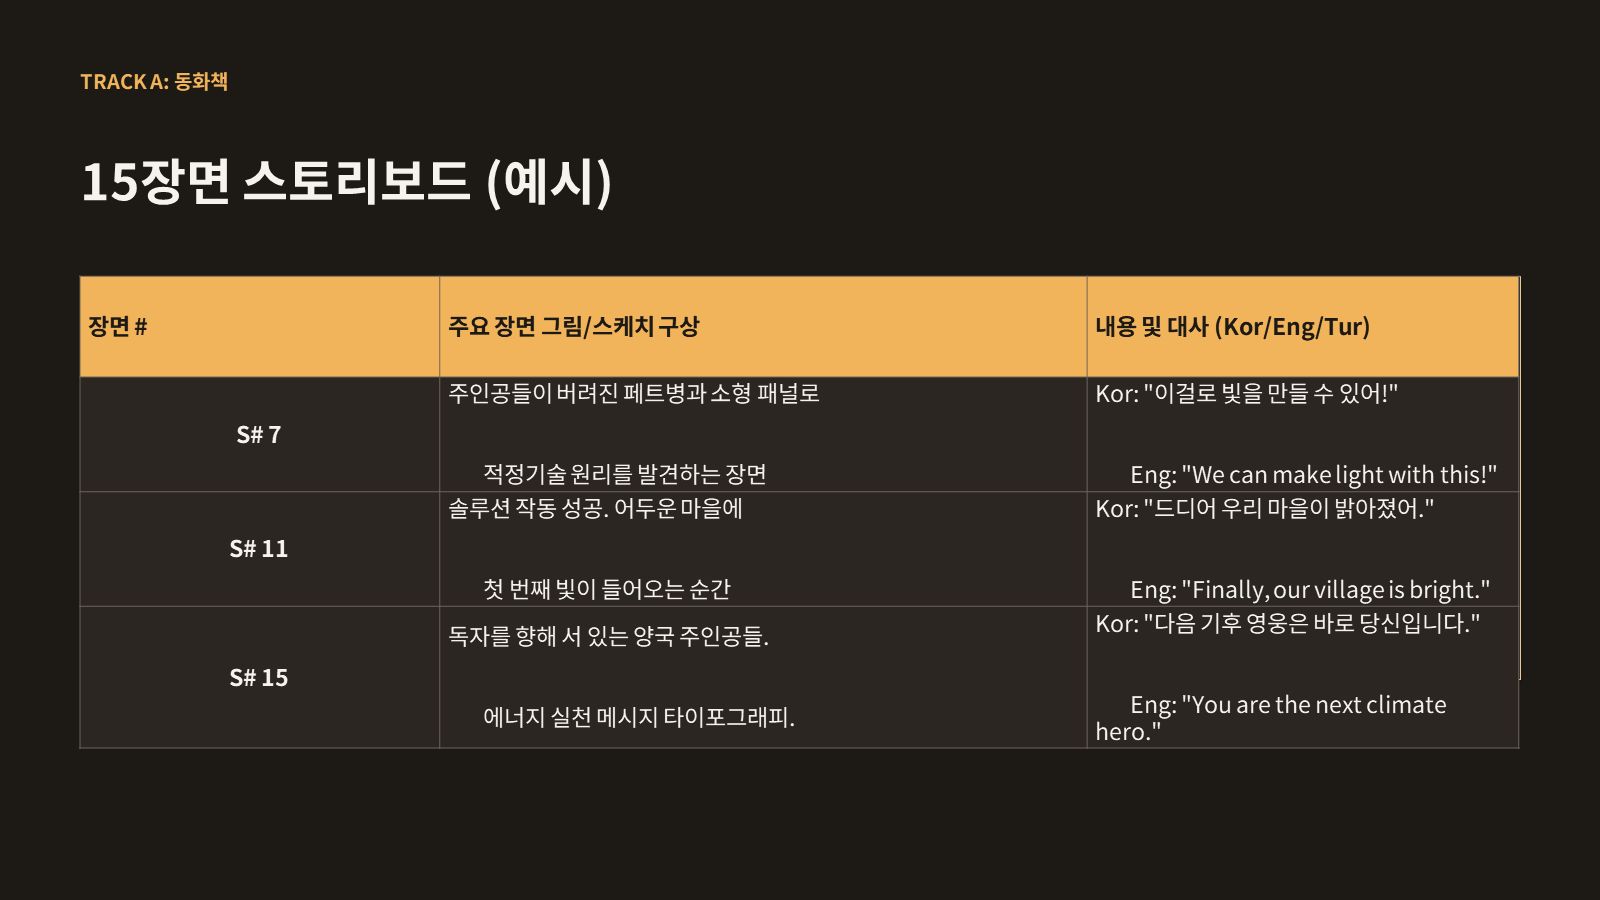 TRACK A: 동화책
15장면 스토리보드 (예시)
장면 #
주요 장면 그림/스케치 구상
내용 및 대사 (Kor/Eng/Tur)
S# 7
주인공들이 버려진 페트병과 소형 패널로
적정기술 원리를 발견하는 장면
Kor: "이걸로 빛을 만들 수 있어!"
Eng: "We can make light with this!"
S# 11
솔루션 작동 성공. 어두운 마을에
첫 번째 빛이 들어오는 순간
Kor: "드디어 우리 마을이 밝아졌어."
Eng: "Finally, our village is bright."
S# 15
독자를 향해 서 있는 양국 주인공들.
에너지 실천 메시지 타이포그래피.
Kor: "다음 기후 영웅은 바로 당신입니다."
Eng: "You are the next climate
hero."